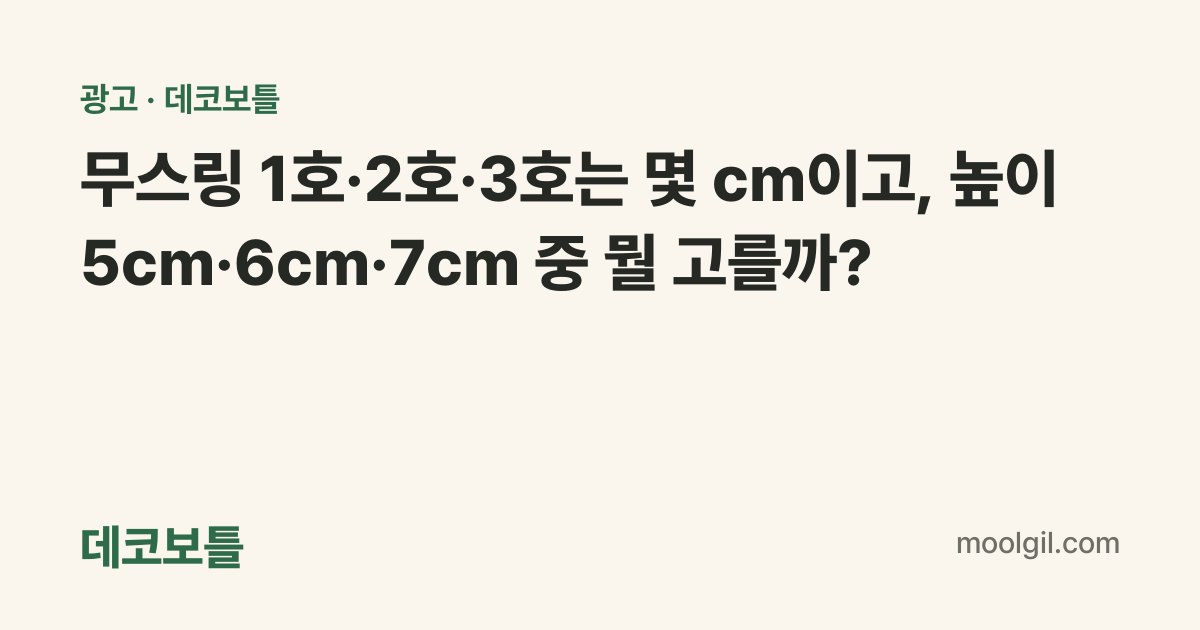 광고 · 데코보틀
무스링 1호·2호·3호는 몇 cm이고, 높이
5cm·6cm·7cm 중 뭘 고를까?
데코보틀
moolgil.com